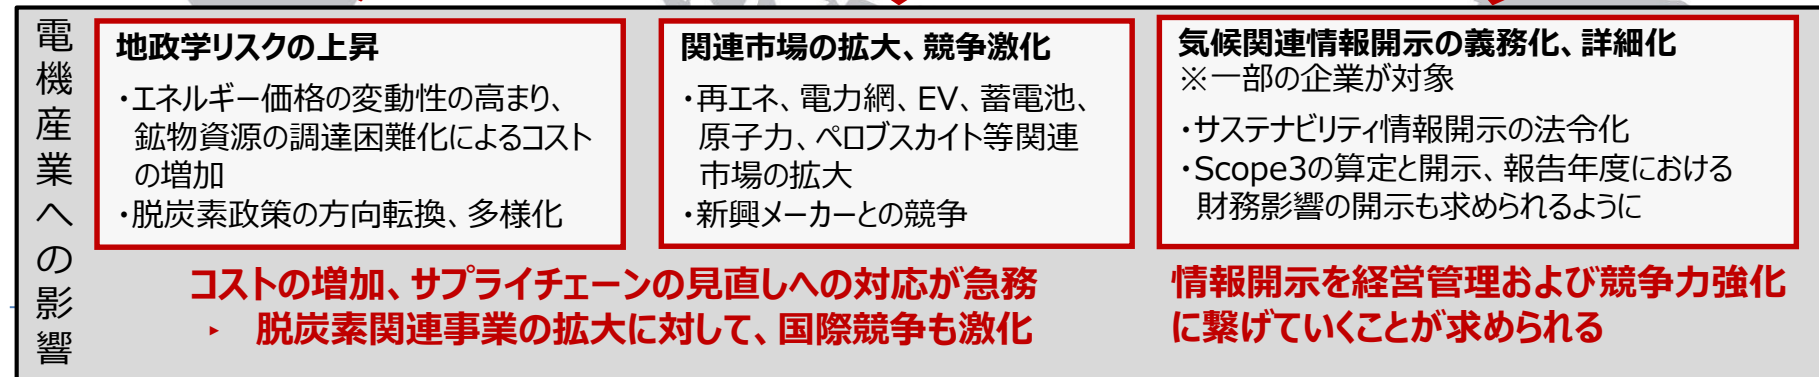 電機産業への影響
地政学リスクの上昇
・エネルギー価格の変動性の高まり、
鉱物資源の調達困難化によるコスト
の増加
・脱炭素政策の方向転換、多様化
関連市場の拡大、競争激化
・再エネ、電力網、EV、蓄電池、
原子力、ペロブスカイト等関連
市場の拡大
・新興メーカーとの競争
気候関連情報開示の義務化、詳細化
※一部の企業が対象
・サステナビリティ情報開示の法令化
・Scope3の算定と開示、報告年度における
財務影響の開示も求められるように
コストの増加、サプライチェーンの見直しへの対応が急務
‣ 脱炭素関連事業の拡大に対して、国際競争も激化
情報開示を経営管理および競争力強化
に繋げていくことが求められる